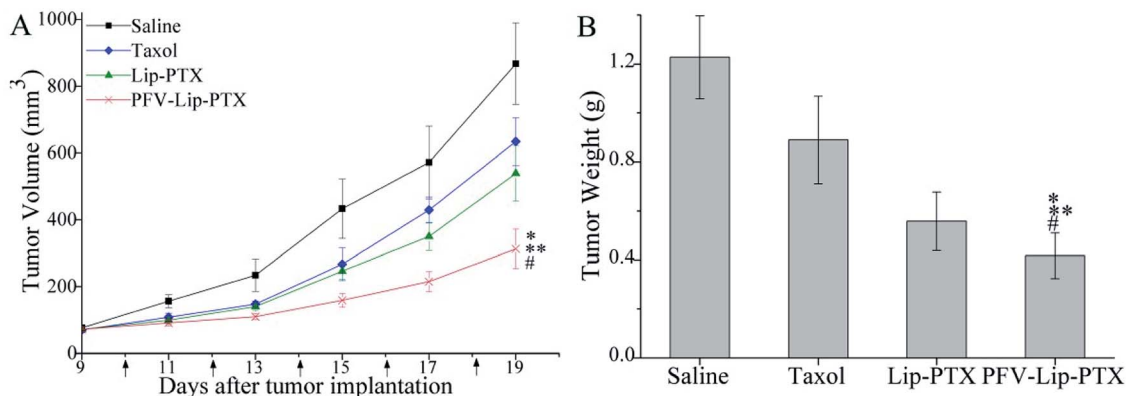 A
Saline
Taxol
Lip-PTX
PFV-Lip-PTX
Tumor Volume (mm³)
1000
800
600
400
200
0
*
**
#
9 11 13 15 17 19
Days after tumor implantation
B
Tumor Weight (g)
1.2
0.8
0.4
0.0
*
**
#
Saline Taxol Lip-PTX PFV-Lip-PTX